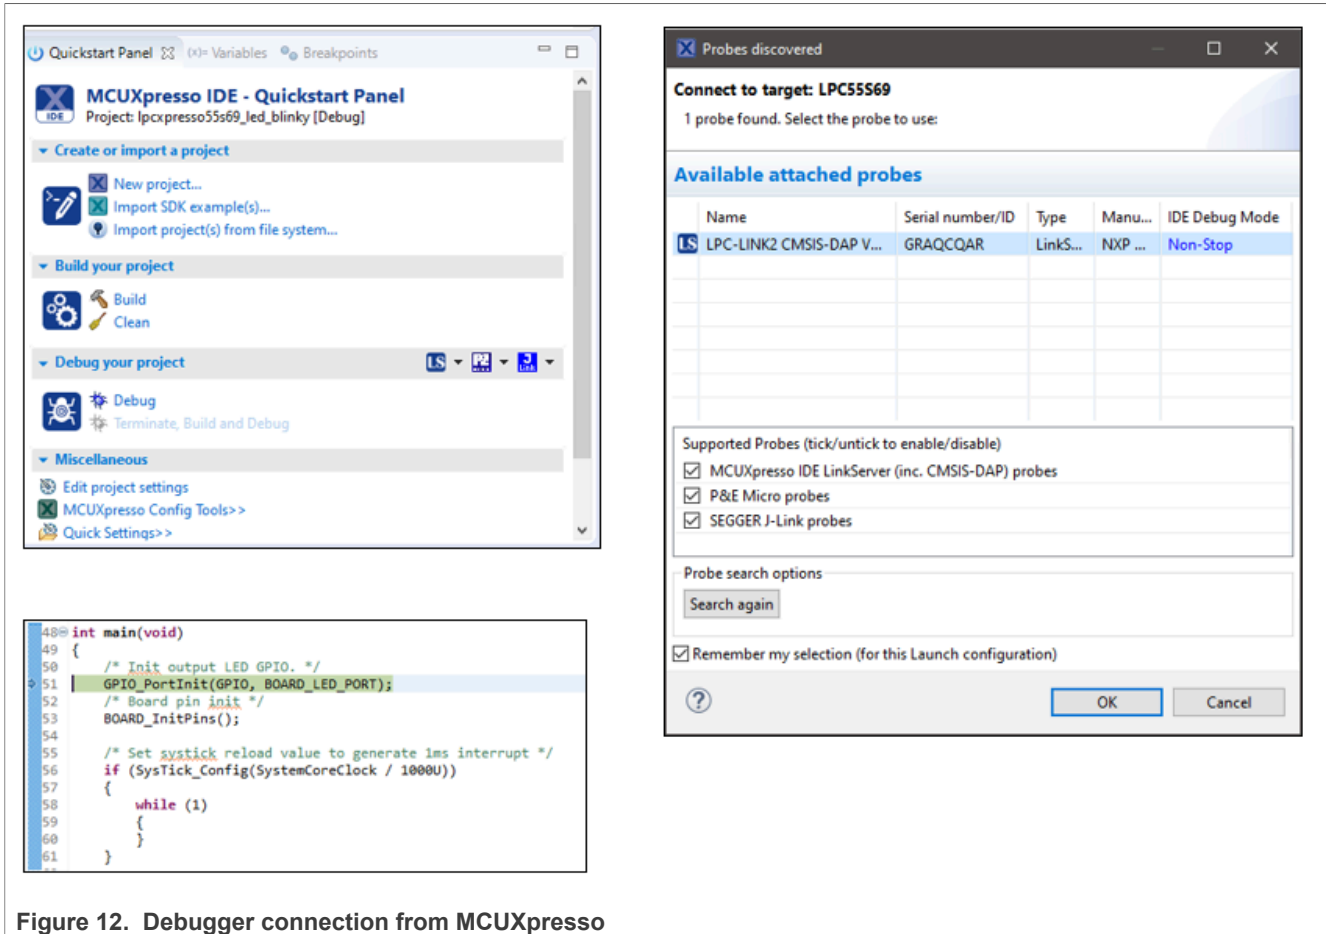 Quickstart Panel (x)= Variables Breakpoints
MCUXpresso IDE - Quickstart Panel
IDE Project: lpcxpresso55s69_led_blinky [Debug]
Create or import a project
New project...
Import SDK example(s)...
Import project(s) from file system...
Build your project
Build
Clean
Debug your project LS Link
Debug
Terminate, Build and Debug
Miscellaneous
Edit project settings
MCUXpresso Config Tools>>
Quick Settings>>
Probes discovered
Connect to target: LPC55S69
1 probe found. Select the probe to use:
Available attached probes
Name Serial number/ID Type Manu... IDE Debug Mode
LS LPC-LINK2 CMSIS-DAP V... GRAQCQAR LinkS... NXP ... Non-Stop
Supported Probes (tick/untick to enable/disable)
MCUXpresso IDE LinkServer (inc. CMSIS-DAP) probes
P&E Micro probes
SEGGER J-Link probes
Probe search options
Search again
Remember my selection (for this Launch configuration)
? OK Cancel
48 int main(void)
49 {
50 /* Init output LED GPIO. */
51 GPIO_PortInit(GPIO, BOARD_LED_PORT);
52 /* Board pin init */
53 BOARD_InitPins();
54
55 /* Set systick reload value to generate 1ms interrupt */
56 if (SysTick_Config(SystemCoreClock / 1000U))
57 {
58 while (1)
59 {
60 }
61 }
Figure 12. Debugger connection from MCUXpresso